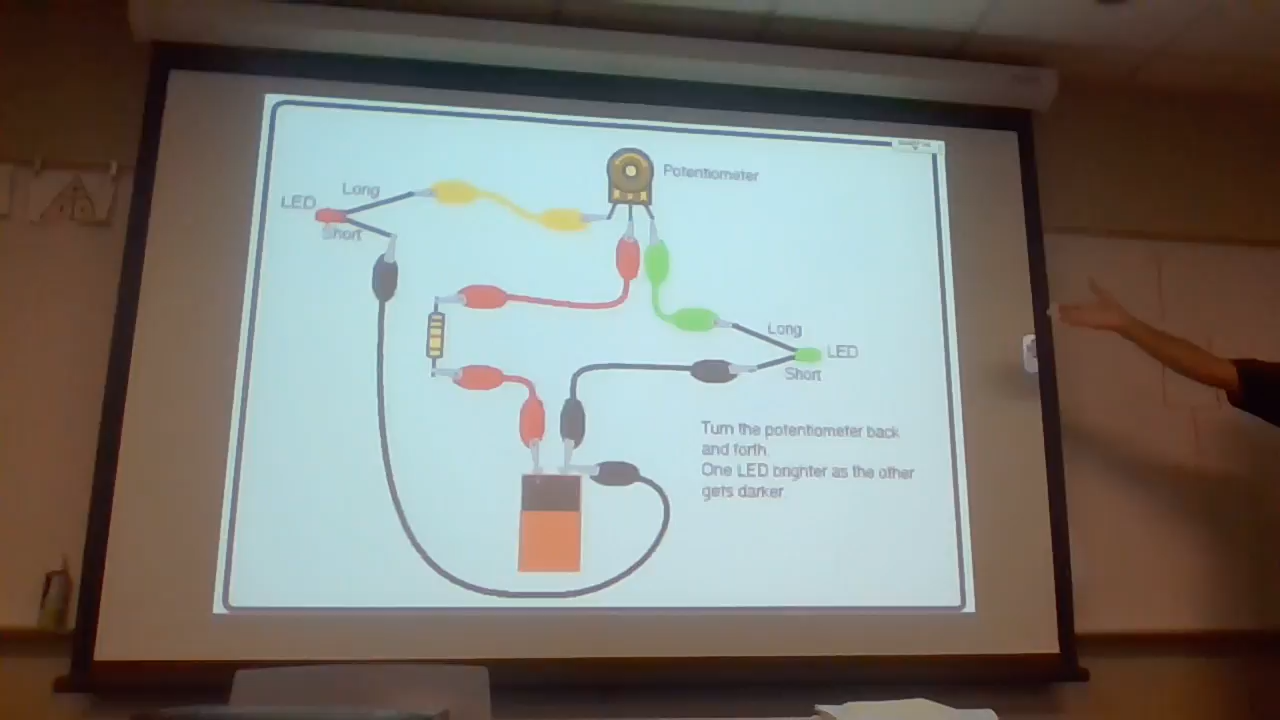 Potentiometer
Long
LED
Short
Long
LED
Short
Turn the potentiometer back
and forth.
One LED brighter as the other
gets darker.